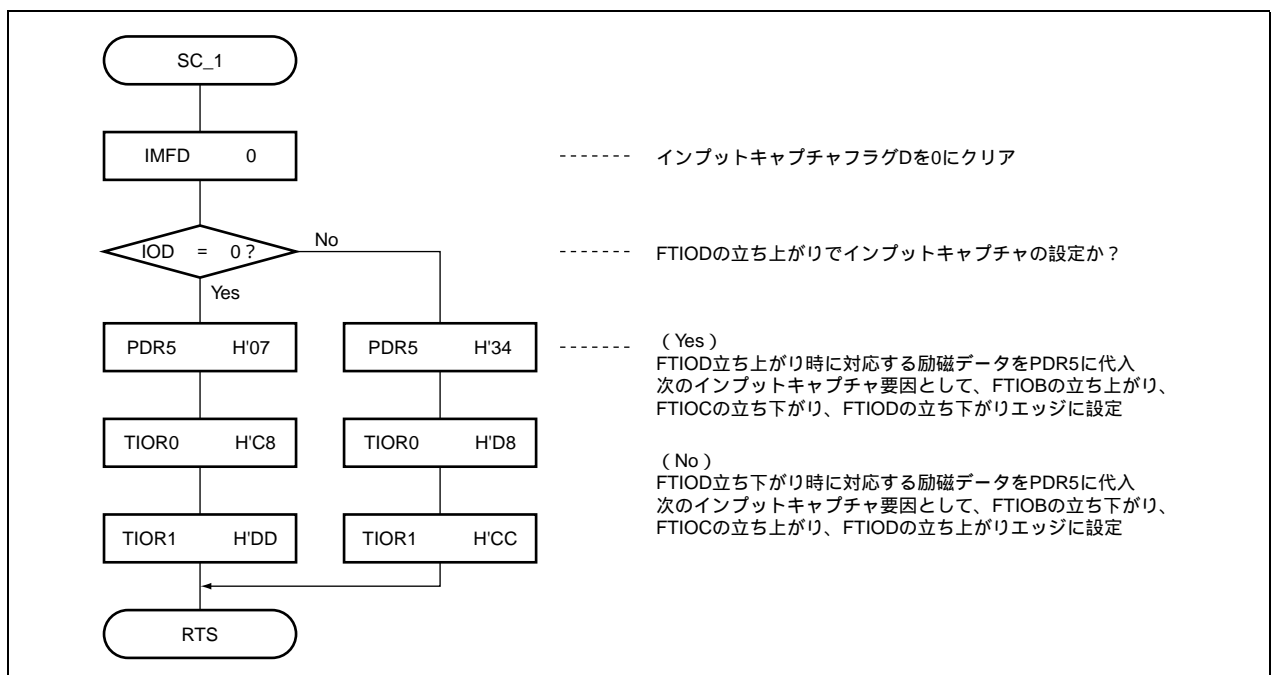 SC_1
IMFD 0
インプットキャプチャフラグDを0にクリア
IOD = 0?
No
Yes
FTIODの立ち上がりでインプットキャプチャの設定か?
PDR5 H'07
PDR5 H'34
(Yes)
FTIOD立ち上がり時に対応する励磁データをPDR5に代入
次のインプットキャプチャ要因として、FTIOBの立ち上がり、
FTIOCの立ち下がり、FTIODの立ち下がりエッジに設定
TIOR0 H'C8
TIOR0 H'D8
(No)
FTIOD立ち下がり時に対応する励磁データをPDR5に代入
次のインプットキャプチャ要因として、FTIOBの立ち下がり、
FTIOCの立ち上がり、FTIODの立ち上がりエッジに設定
TIOR1 H'DD
TIOR1 H'CC
RTS